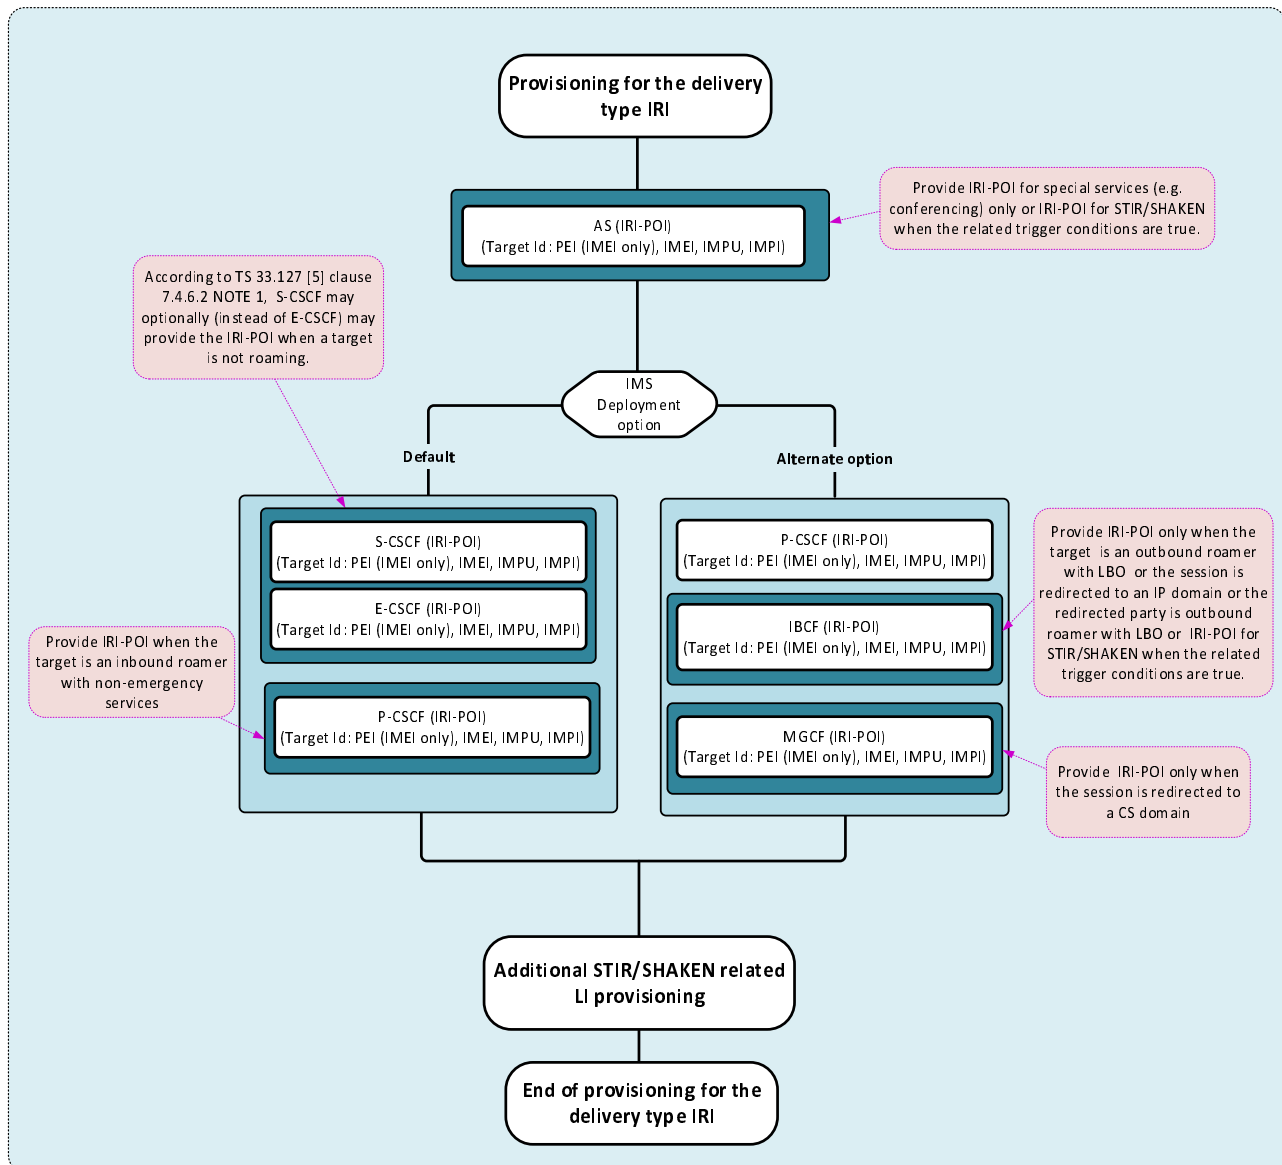 Provisioning for the delivery
type IRI
AS (IRI-POI)
(Target Id: PEI (IMEI only), IMEI, IMPU, IMPI)
Provide IRI-POI for special services (e.g.
conferencing) only or IRI-POI for STIR/SHAKEN
when the related trigger conditions are true.
According to TS 33.127 [5] clause
7.4.6.2 NOTE 1, S-CSCF may
optionally (instead of E-CSCF) may
provide the IRI-POI when a target
is not roaming.
IMS
Deployment
option
Default
Alternate option
S-CSCF (IRI-POI)
(Target Id: PEI (IMEI only), IMEI, IMPU, IMPI)
E-CSCF (IRI-POI)
(Target Id: PEI (IMEI only), IMEI, IMPU, IMPI)
Provide IRI-POI when the
target is an inbound roamer
with non-emergency
services
P-CSCF (IRI-POI)
(Target Id: PEI (IMEI only), IMEI, IMPU, IMPI)
P-CSCF (IRI-POI)
(Target Id: PEI (IMEI only), IMEI, IMPU, IMPI)
IBCF (IRI-POI)
(Target Id: PEI (IMEI only), IMEI, IMPU, IMPI)
Provide IRI-POI only when the
target is an outbound roamer
with LBO or the session is
redirected to an IP domain or the
redirected party is outbound
roamer with LBO or IRI-POI for
STIR/SHAKEN when the related
trigger conditions are true.
MGCF (IRI-POI)
(Target Id: PEI (IMEI only), IMEI, IMPU, IMPI)
Provide IRI-POI only when
the session is redirected to
a CS domain
Additional STIR/SHAKEN related
LI provisioning
End of provisioning for the
delivery type IRI